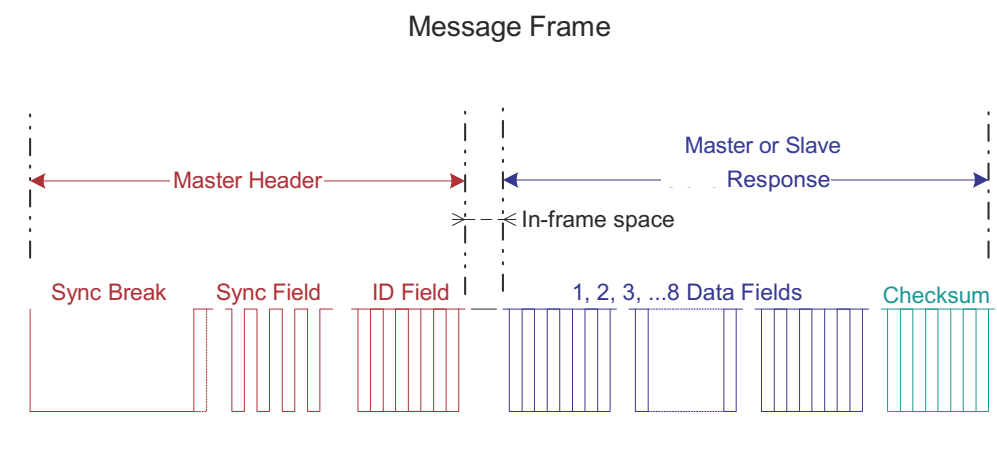 Message Frame
Master or Slave
Master Header
Response
In-frame space
Sync Break
Sync Field
ID Field
1, 2, 3, ...8 Data Fields
Checksum